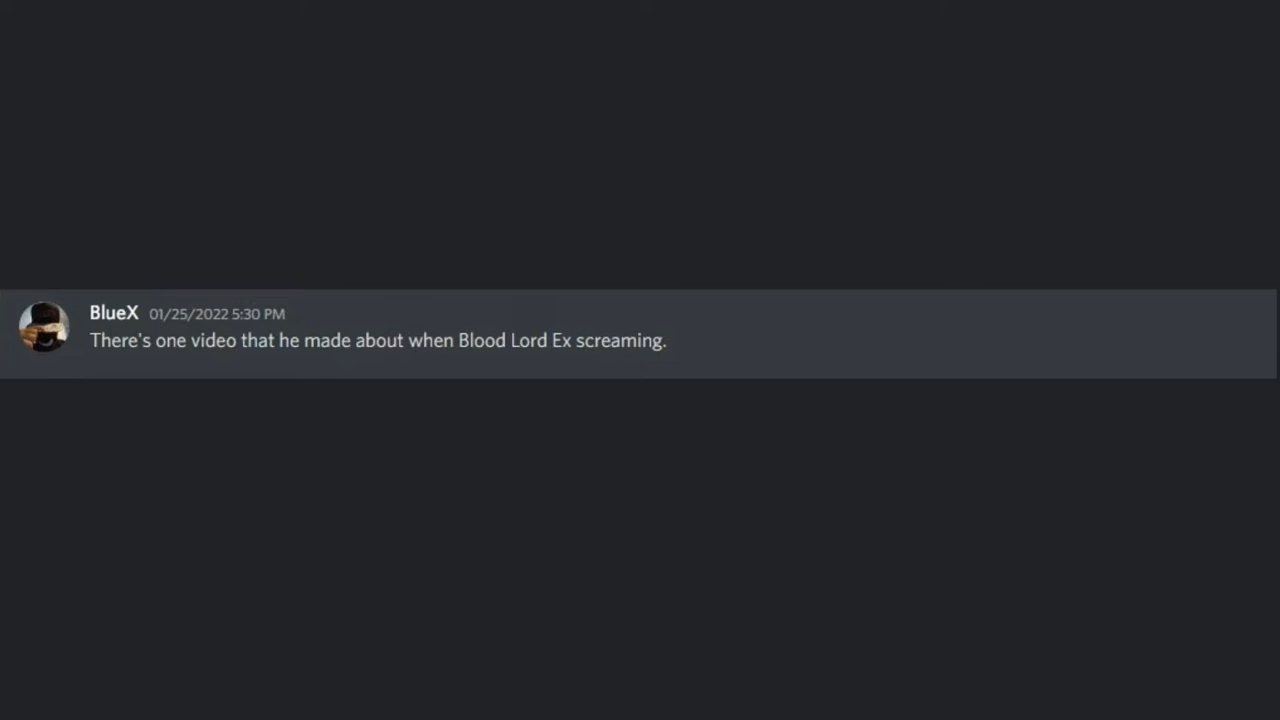 BlueX 01/25/2022 5:30 PM
There's one video that he made about when Blood Lord Ex screaming.